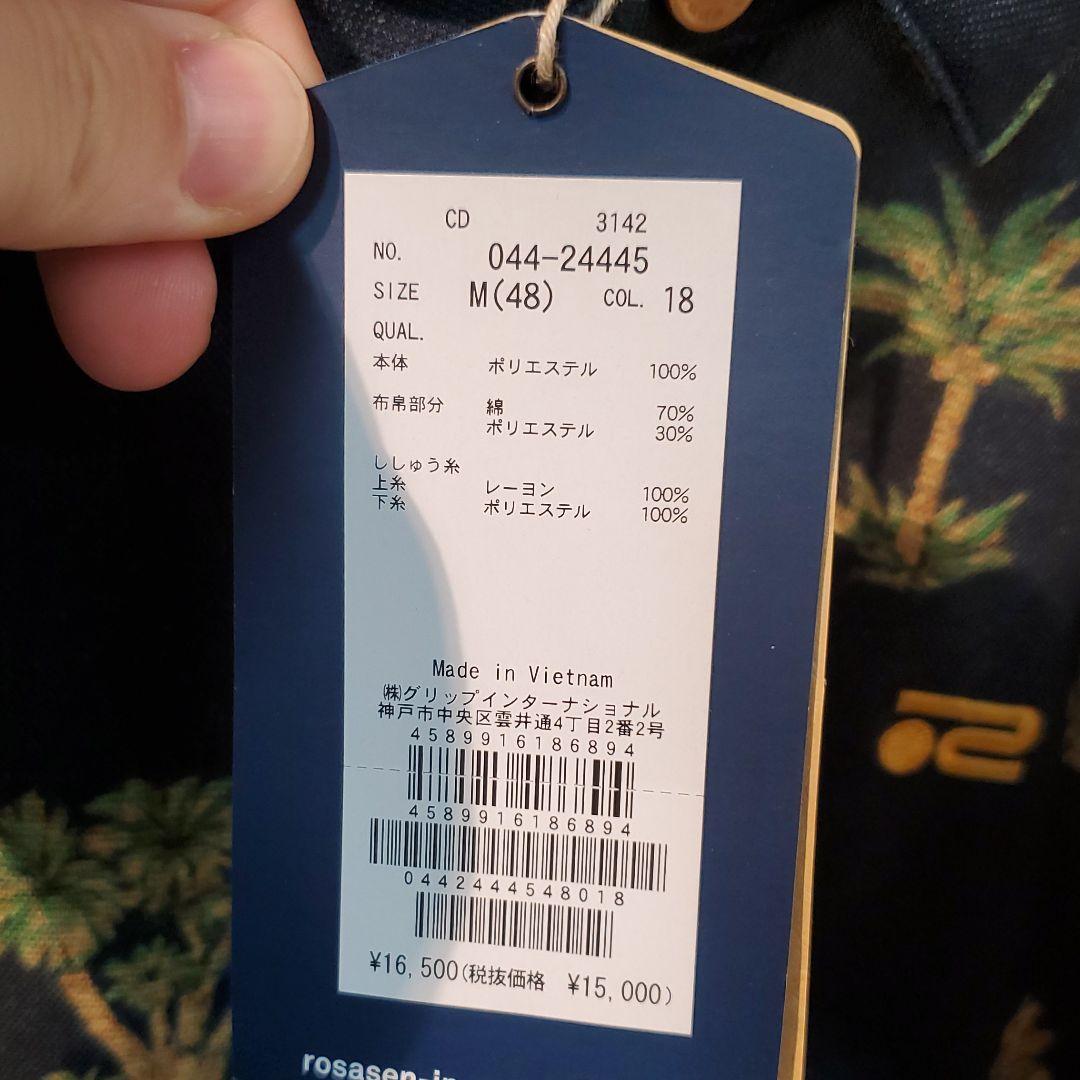 CD 3142
NO. 044-24445
SIZE M(48) COL. 18
QUAL.
本体 ポリエステル 100%
布帛部分 綿 70%
ポリエステル 30%
ししゅう糸
上糸 レーヨン 100%
下糸 ポリエステル 100%
Made in Vietnam
㈱グリップインターナショナル
神戸市中央区雲井通4丁目2番2号
4589916186894
4589916186894
0442444548018
¥16,500(税抜価格 ¥15,000)